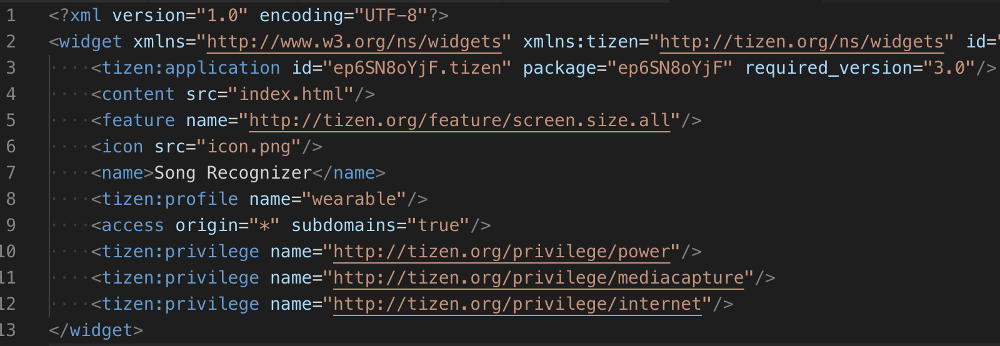 1 <?xml version="1.0" encoding="UTF-8"?>
2 <widget xmlns="http://www.w3.org/ns/widgets" xmlns:tizen="http://tizen.org/ns/widgets" id="
3 ····<tizen:application id="ep6SN8oYjF.tizen" package="ep6SN8oYjF" required_version="3.0"/>
4 ····<content src="index.html"/>
5 ····<feature name="http://tizen.org/feature/screen.size.all"/>
6 ····<icon src="icon.png"/>
7 ····<name>Song Recognizer</name>
8 ····<tizen:profile name="wearable"/>
9 ····<access origin="*" subdomains="true"/>
10 ····<tizen:privilege name="http://tizen.org/privilege/power"/>
11 ····<tizen:privilege name="http://tizen.org/privilege/mediacapture"/>
12 ····<tizen:privilege name="http://tizen.org/privilege/internet"/>
13 </widget>